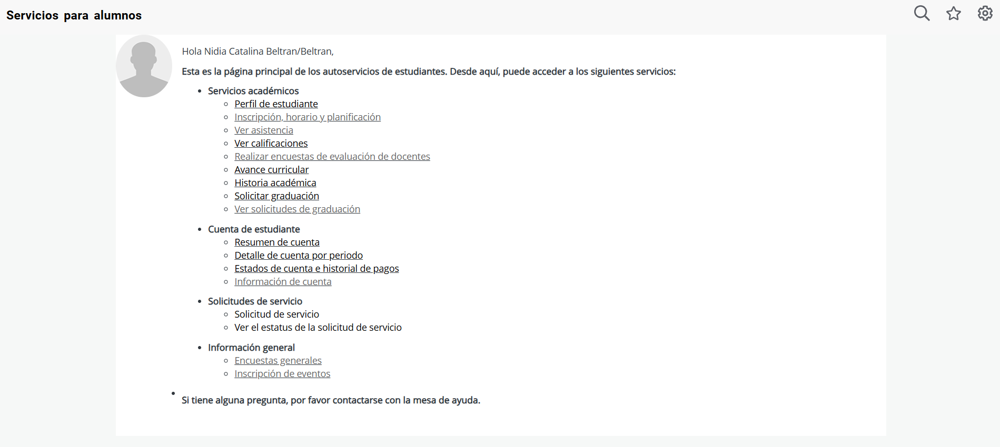 Servicios para alumnos
Hola Nidia Catalina Beltran/Beltran,
Esta es la página principal de los autoservicios de estudiantes. Desde aquí, puede acceder a los siguientes servicios:
Servicios académicos
Perfil de estudiante
Inscripción, horario y planificación
Ver asistencia
Ver calificaciones
Realizar encuestas de evaluación de docentes
Avance curricular
Historia académica
Solicitar graduación
Ver solicitudes de graduación
Cuenta de estudiante
Resumen de cuenta
Detalle de cuenta por periodo
Estados de cuenta e historial de pagos
Información de cuenta
Solicitudes de servicio
Solicitud de servicio
Ver el estatus de la solicitud de servicio
Información general
Encuestas generales
Inscripción de eventos
Si tiene alguna pregunta, por favor contactarse con la mesa de ayuda.